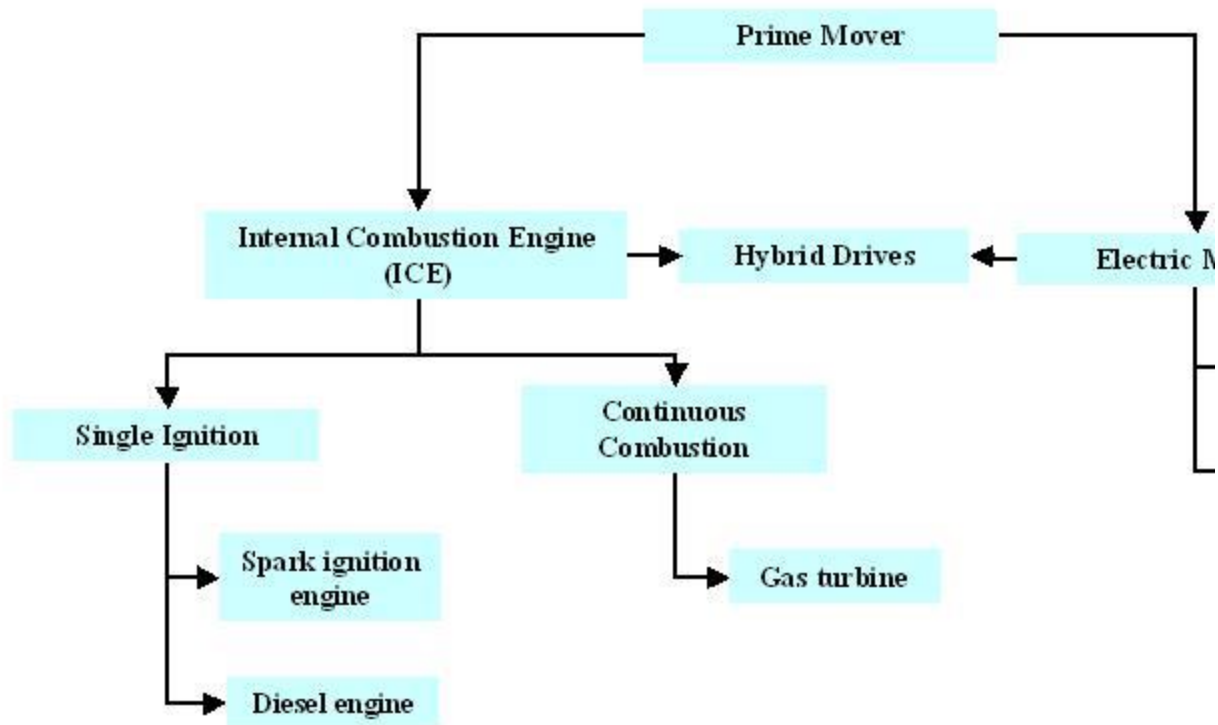 Prime Mover
Internal Combustion Engine
(ICE)
Hybrid Drives
Electric
Single Ignition
Continuous
Combustion
Spark ignition
engine
Gas turbine
Diesel engine